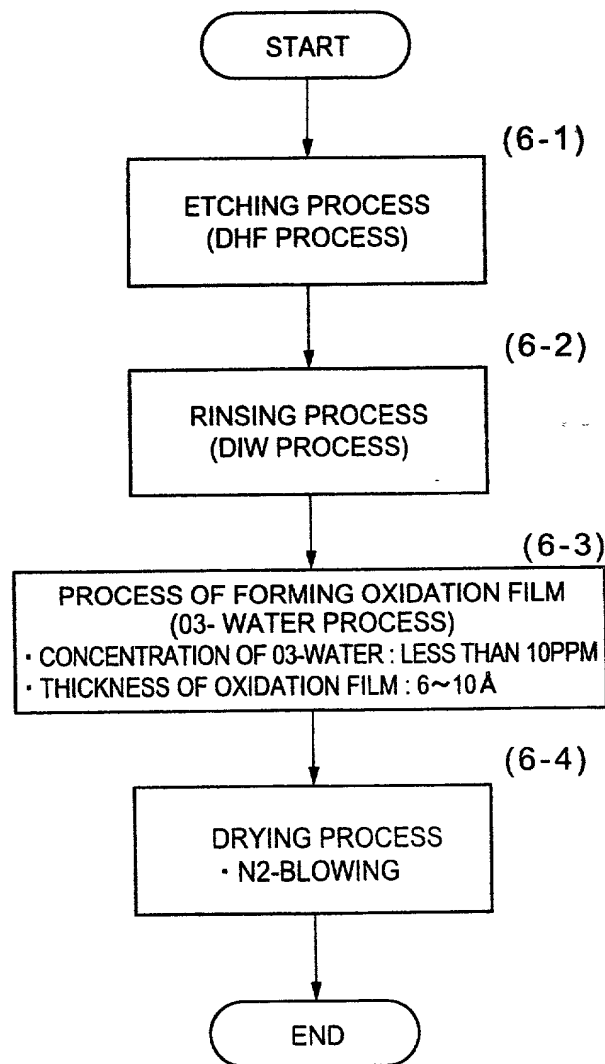 START
(6-1)
ETCHING PROCESS
(DHF PROCESS)
(6-2)
RINSING PROCESS
(DIW PROCESS)
(6-3)
PROCESS OF FORMING OXIDATION FILM
(03- WATER PROCESS)
・CONCENTRATION OF 03-WATER : LESS THAN 10PPM
・THICKNESS OF OXIDATION FILM : 6～10Å
(6-4)
DRYING PROCESS
・N2-BLOWING
END